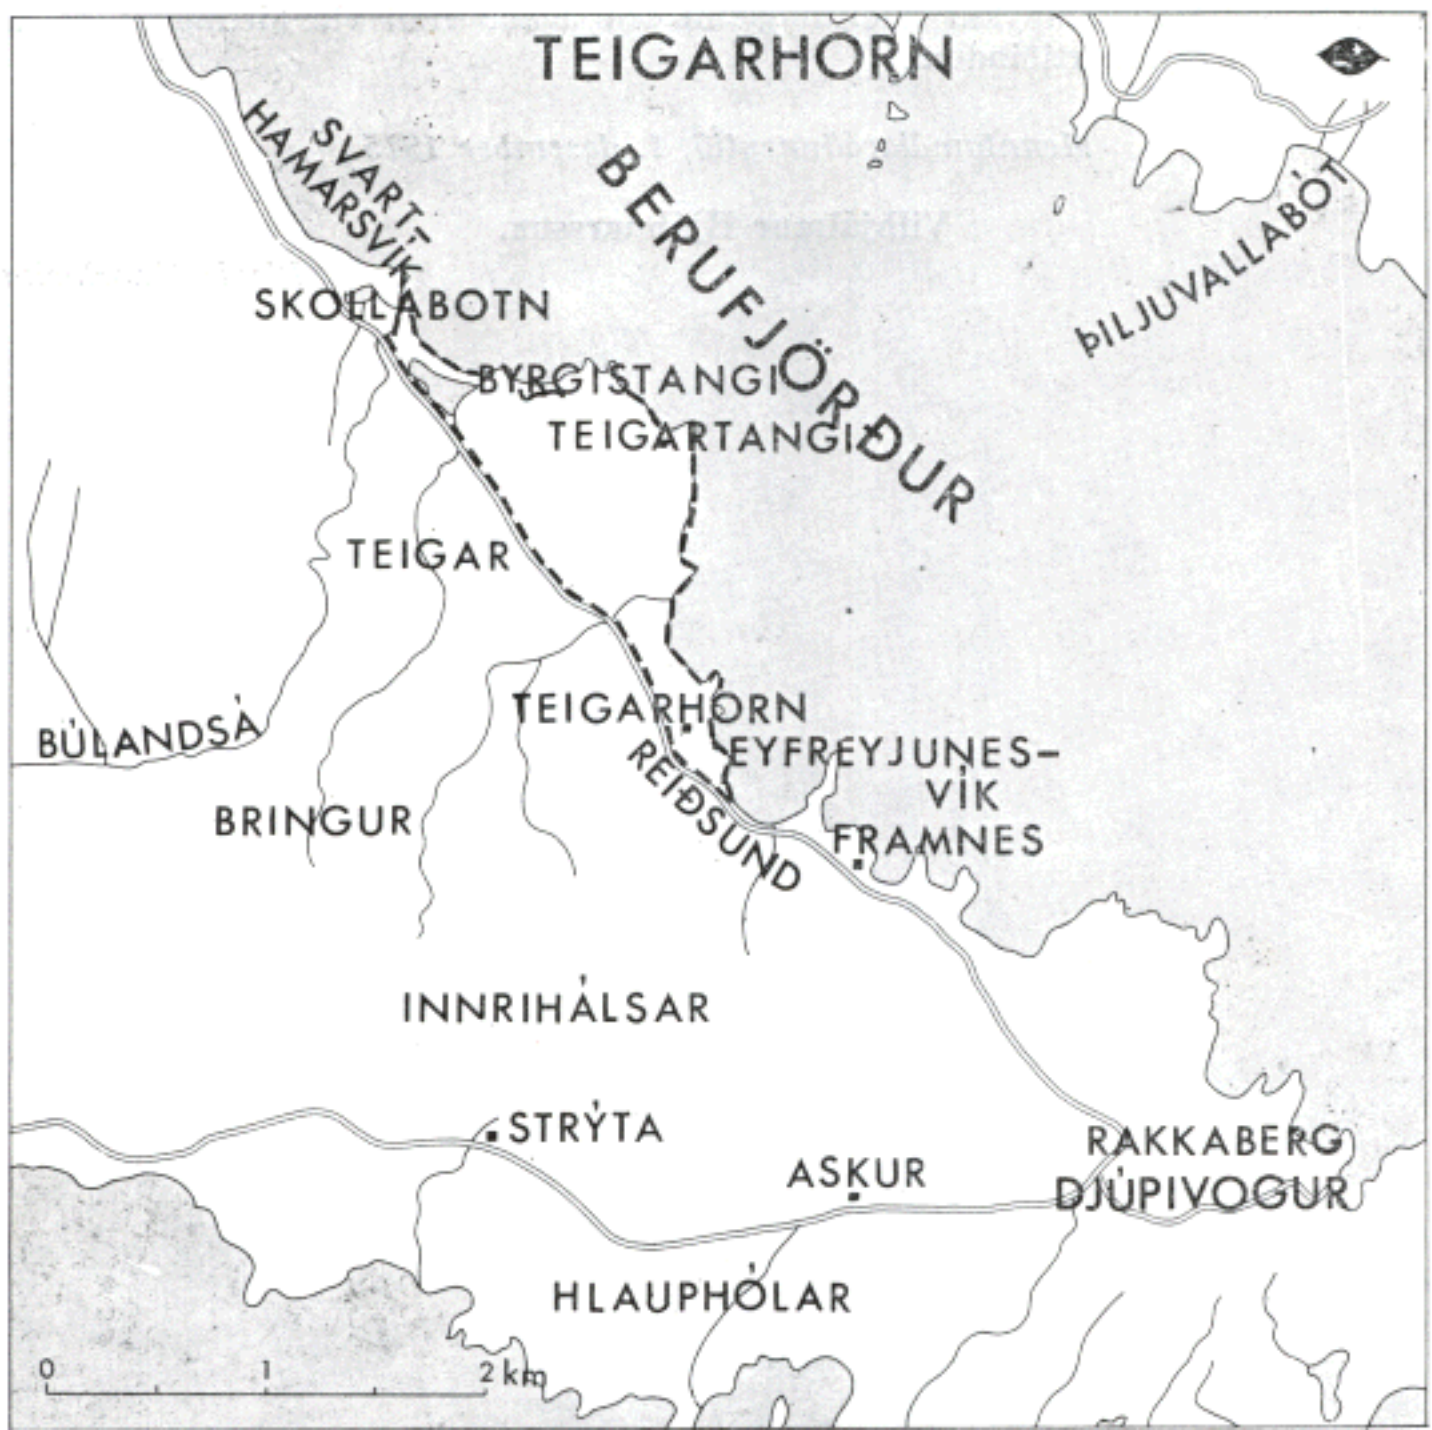 TEIGARHORN
SVART-
HAMARSVÍK
BERUFJÖRÐUR
ÞILJUVALLABÓT
SKOLLABOTN
BYRGISTANGI
TEIGARTANGI
TEIGAR
TEIGARHORN
BÚLANDSÁ
EYFREYJUNES-
VÍK
REIÐSUND
BRINGUR
FRAMNES
INNRIHÁLSAR
STRÝTA
RAKKABERG
ASKUR
DJÚPIVOGUR
HLAUPHÓLAR
0 1 2 km